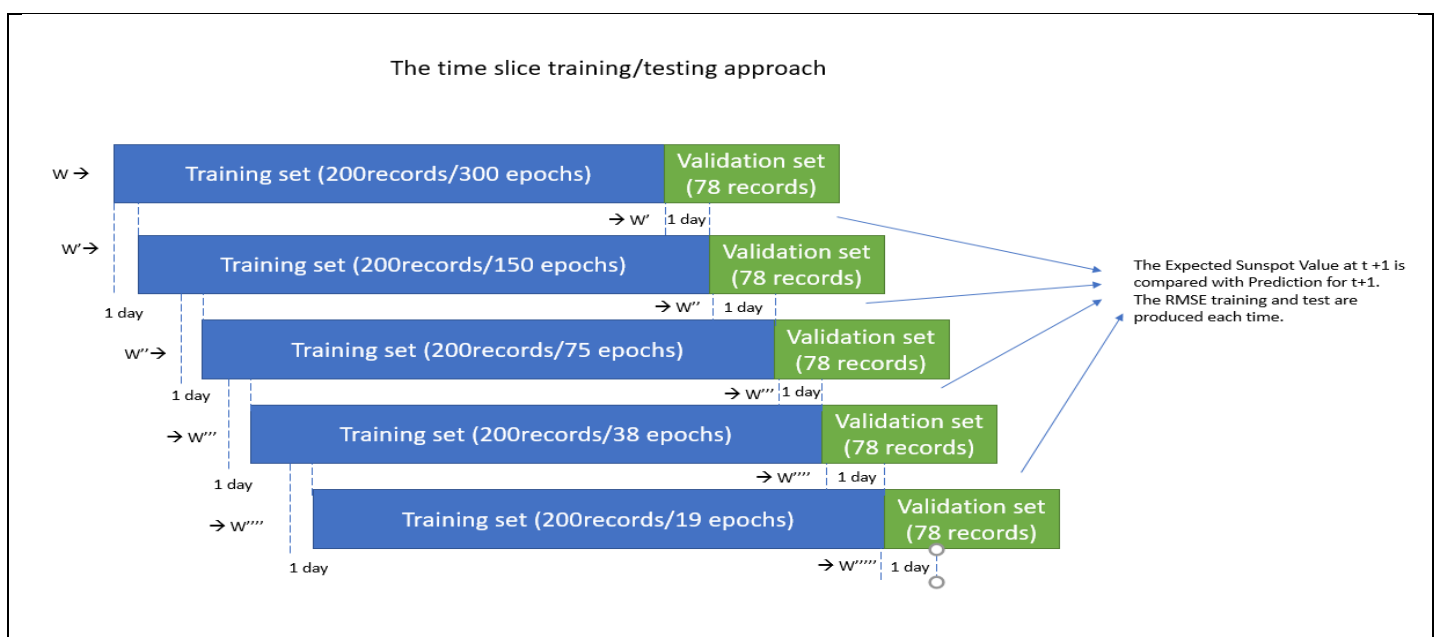 The time slice training/testing approach
W →
Training set (200records/300 epochs)
Validation set
(78 records)
→ W'
1 day
W'→
Training set (200records/150 epochs)
Validation set
(78 records)
1 day
→ W''
1 day
The Expected Sunspot Value at t +1 is
compared with Prediction for t+1.
The RMSE training and test are
produced each time.
W''→
Training set (200records/75 epochs)
Validation set
(78 records)
1 day
→ W'''
1 day
→ W'''
Training set (200records/38 epochs)
Validation set
(78 records)
1 day
→ W''''
1 day
→ W''''
Training set (200records/19 epochs)
Validation set
(78 records)
1 day
→ W'''''
1 day